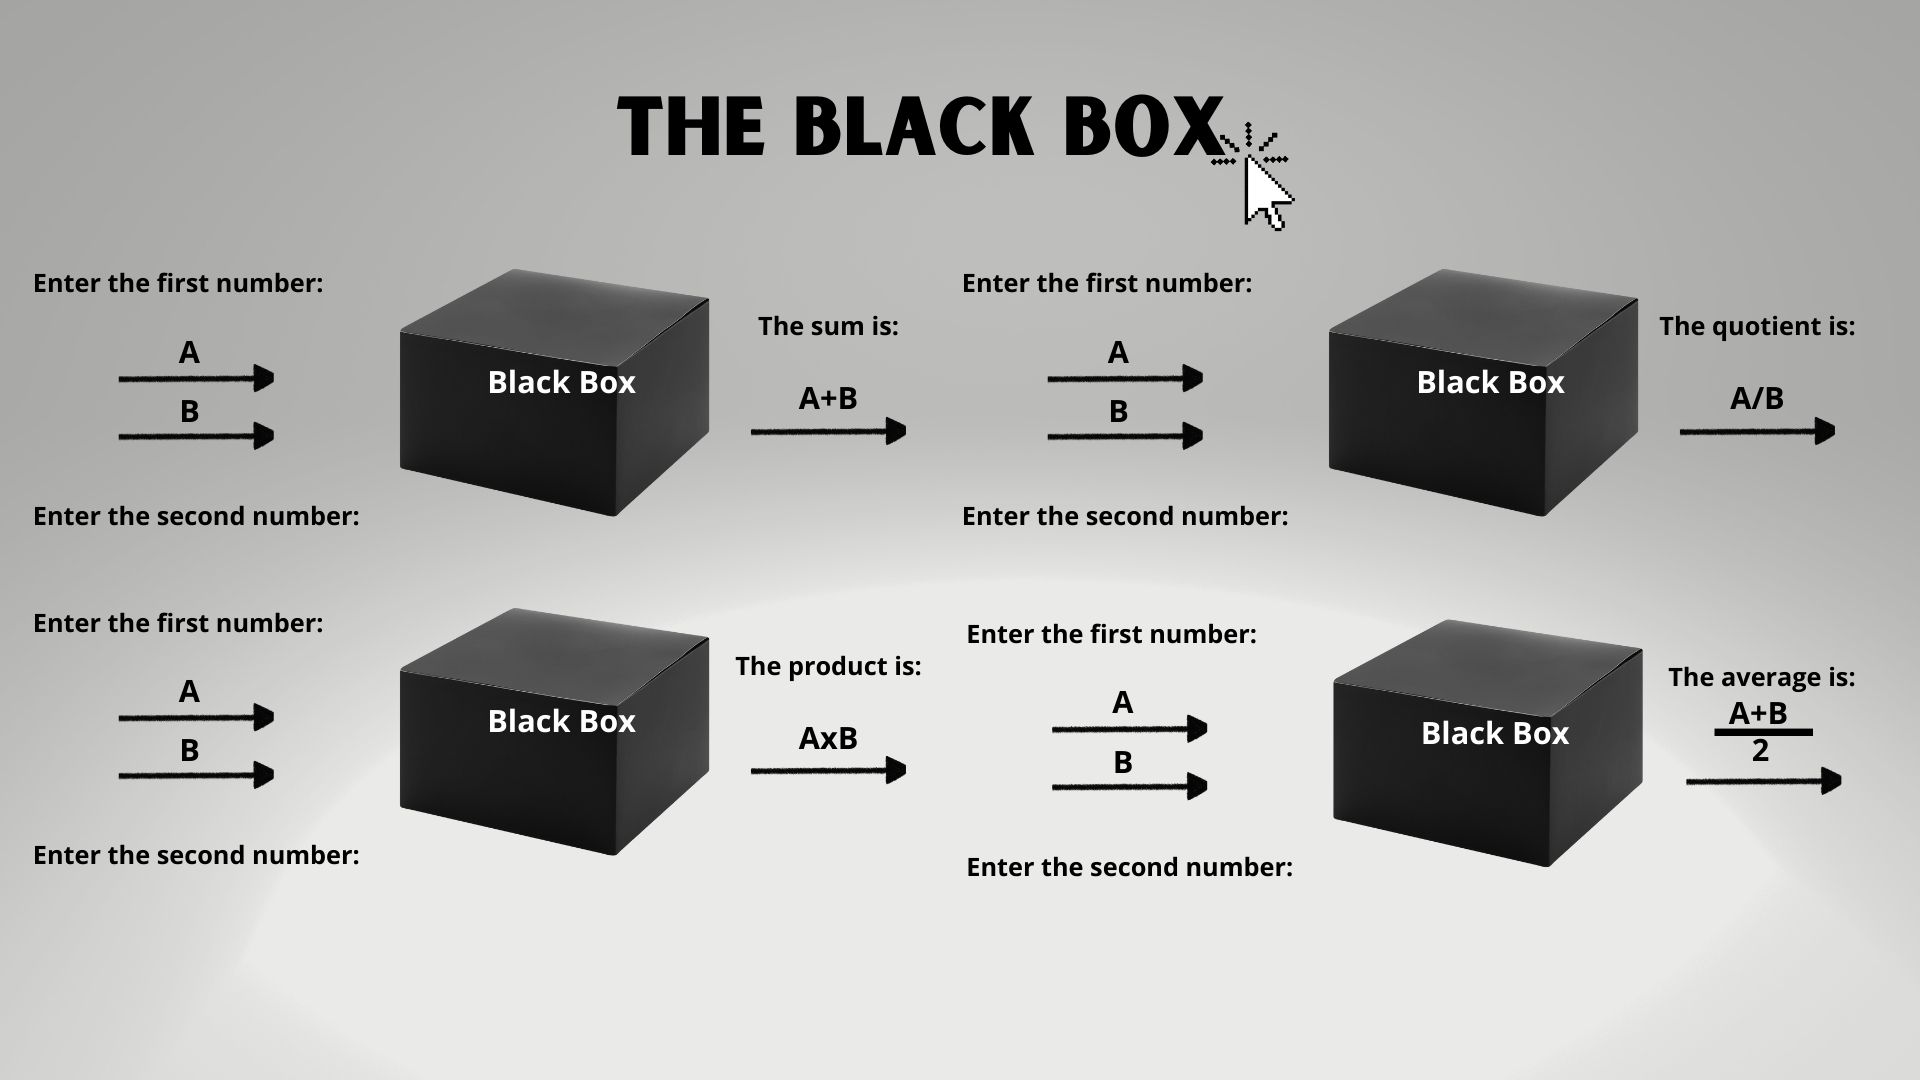 THE BLACK BOX
Enter the first number:
A
B
Enter the second number:
Black Box
The sum is:
A+B
Enter the first number:
A
B
Enter the second number:
Black Box
The quotient is:
A/B
Enter the first number:
A
B
Enter the second number:
Black Box
The product is:
AxB
Enter the first number:
A
B
Enter the second number:
Black Box
The average is:
A+B
2